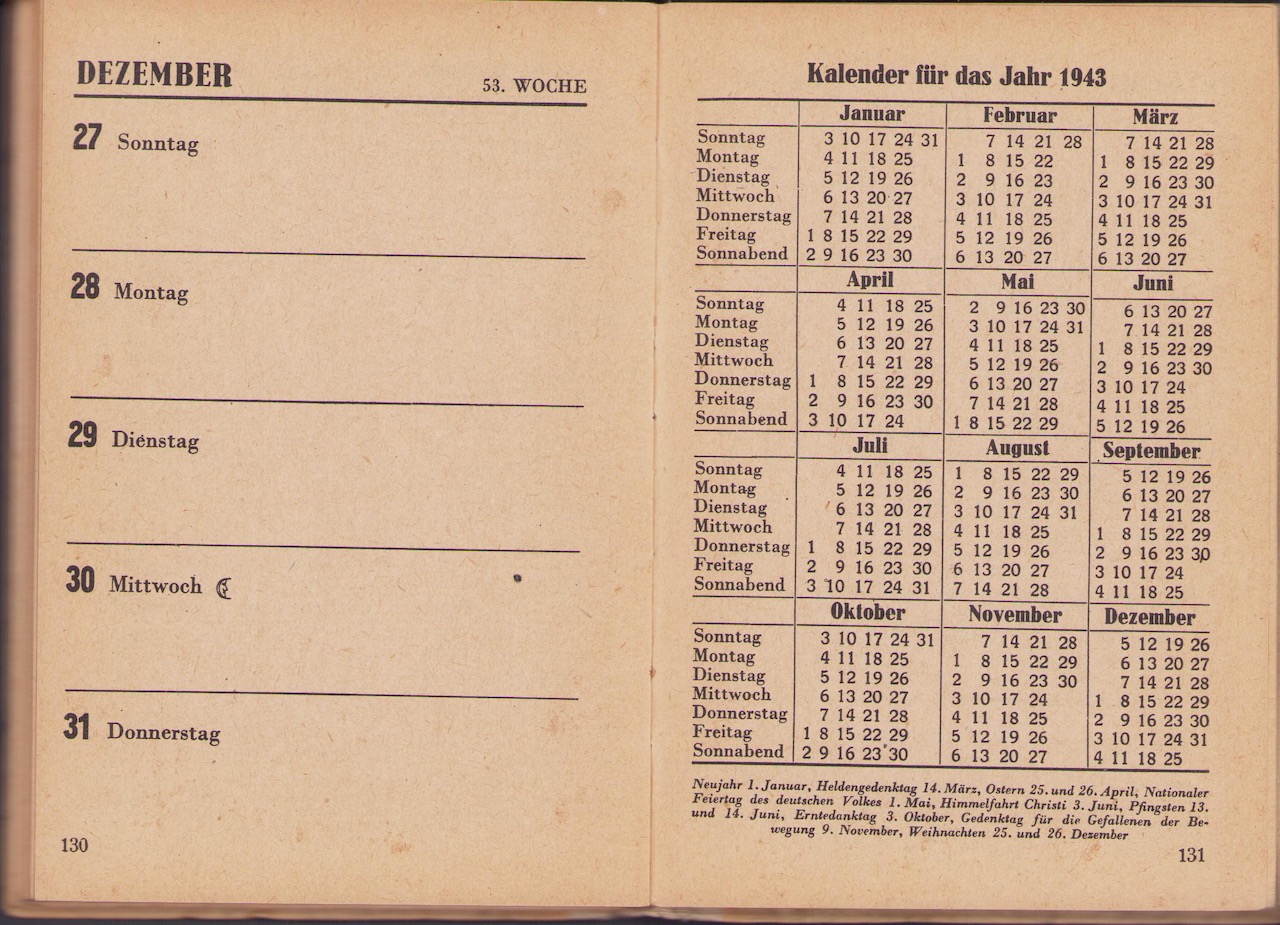 DEZEMBER 53. WOCHE
27 Sonntag
28 Montag
29 Dienstag
30 Mittwoch
31 Donnerstag
130
Kalender für das Jahr 1943
Januar Februar März
Sonntag 3 10 17 24 31 7 14 21 28 7 14 21 28
Montag 4 11 18 25 1 8 15 22 1 8 15 22 29
Dienstag 5 12 19 26 2 9 16 23 2 9 16 23 30
Mittwoch 6 13 20 27 3 10 17 24 3 10 17 24 31
Donnerstag 7 14 21 28 4 11 18 25 4 11 18 25
Freitag 1 8 15 22 29 5 12 19 26 5 12 19 26
Sonnabend 2 9 16 23 30 6 13 20 27 6 13 20 27
April Mai Juni
Sonntag 4 11 18 25 2 9 16 23 30 6 13 20 27
Montag 5 12 19 26 3 10 17 24 31 7 14 21 28
Dienstag 6 13 20 27 4 11 18 25 1 8 15 22 29
Mittwoch 7 14 21 28 5 12 19 26 2 9 16 23 30
Donnerstag 1 8 15 22 29 6 13 20 27 3 10 17 24
Freitag 2 9 16 23 30 7 14 21 28 4 11 18 25
Sonnabend 3 10 17 24 1 8 15 22 29 5 12 19 26
Juli August September
Sonntag 4 11 18 25 1 8 15 22 29 5 12 19 26
Montag 5 12 19 26 2 9 16 23 30 6 13 20 27
Dienstag 6 13 20 27 3 10 17 24 31 7 14 21 28
Mittwoch 7 14 21 28 4 11 18 25 1 8 15 22 29
Donnerstag 1 8 15 22 29 5 12 19 26 2 9 16 23 30
Freitag 2 9 16 23 30 6 13 20 27 3 10 17 24
Sonnabend 3 10 17 24 31 7 14 21 28 4 11 18 25
Oktober November Dezember
Sonntag 3 10 17 24 31 7 14 21 28 5 12 19 26
Montag 4 11 18 25 1 8 15 22 29 6 13 20 27
Dienstag 5 12 19 26 2 9 16 23 30 7 14 21 28
Mittwoch 6 13 20 27 3 10 17 24 1 8 15 22 29
Donnerstag 7 14 21 28 4 11 18 25 2 9 16 23 30
Freitag 1 8 15 22 29 5 12 19 26 3 10 17 24 31
Sonnabend 2 9 16 23 30 6 13 20 27 4 11 18 25
Neujahr 1. Januar, Heldengedenktag 14. März, Ostern 25. und 26. April, Nationaler
Feiertag des deutschen Volkes 1. Mai, Himmelfahrt Christi 3. Juni, Pfingsten 13.
und 14. Juni, Erntedanktag 3. Oktober, Gedenktag für die Gefallenen der Be-
wegung 9. November, Weihnachten 25. und 26. Dezember
131